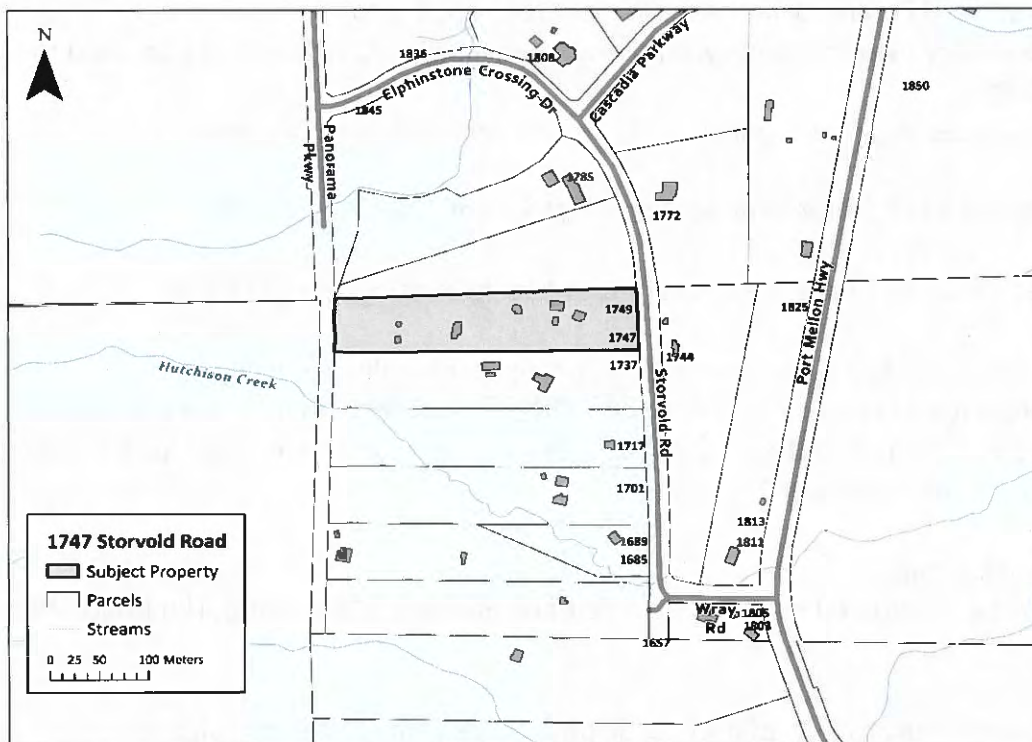 N
1836
1808
Cascadia Parkway
1850
Elphinstone Crossing Dr
1845
Panorama
Pkwy
1785
1772
1749
1825
1747
1744
Port Mellon Hwy
1737
Hutchison Creek
Storvold Rd
1717
1701
1813
1811
1689
1685
1747 Storvold Road
Subject Property
Parcels
Streams
0 25 50 100 Meters
Wray
Rd
1805
1803
1657